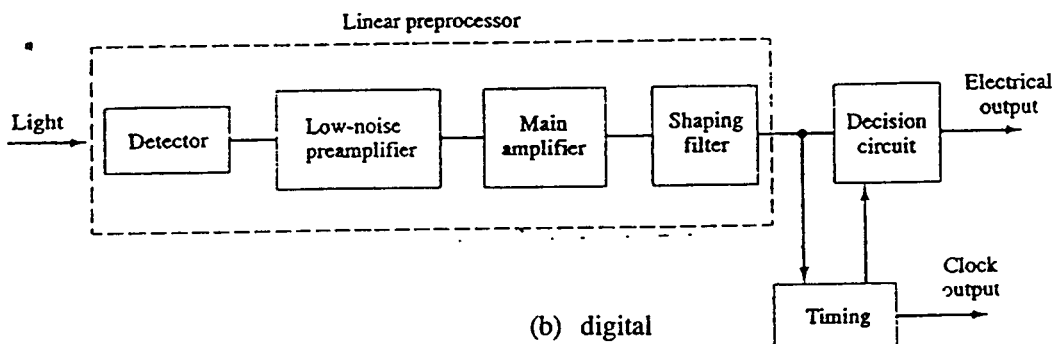 Linear preprocessor
Light
Detector
Low-noise
preamplifier
Main
amplifier
Shaping
filter
Decision
circuit
Electrical
output
Timing
Clock
output
(b) digital